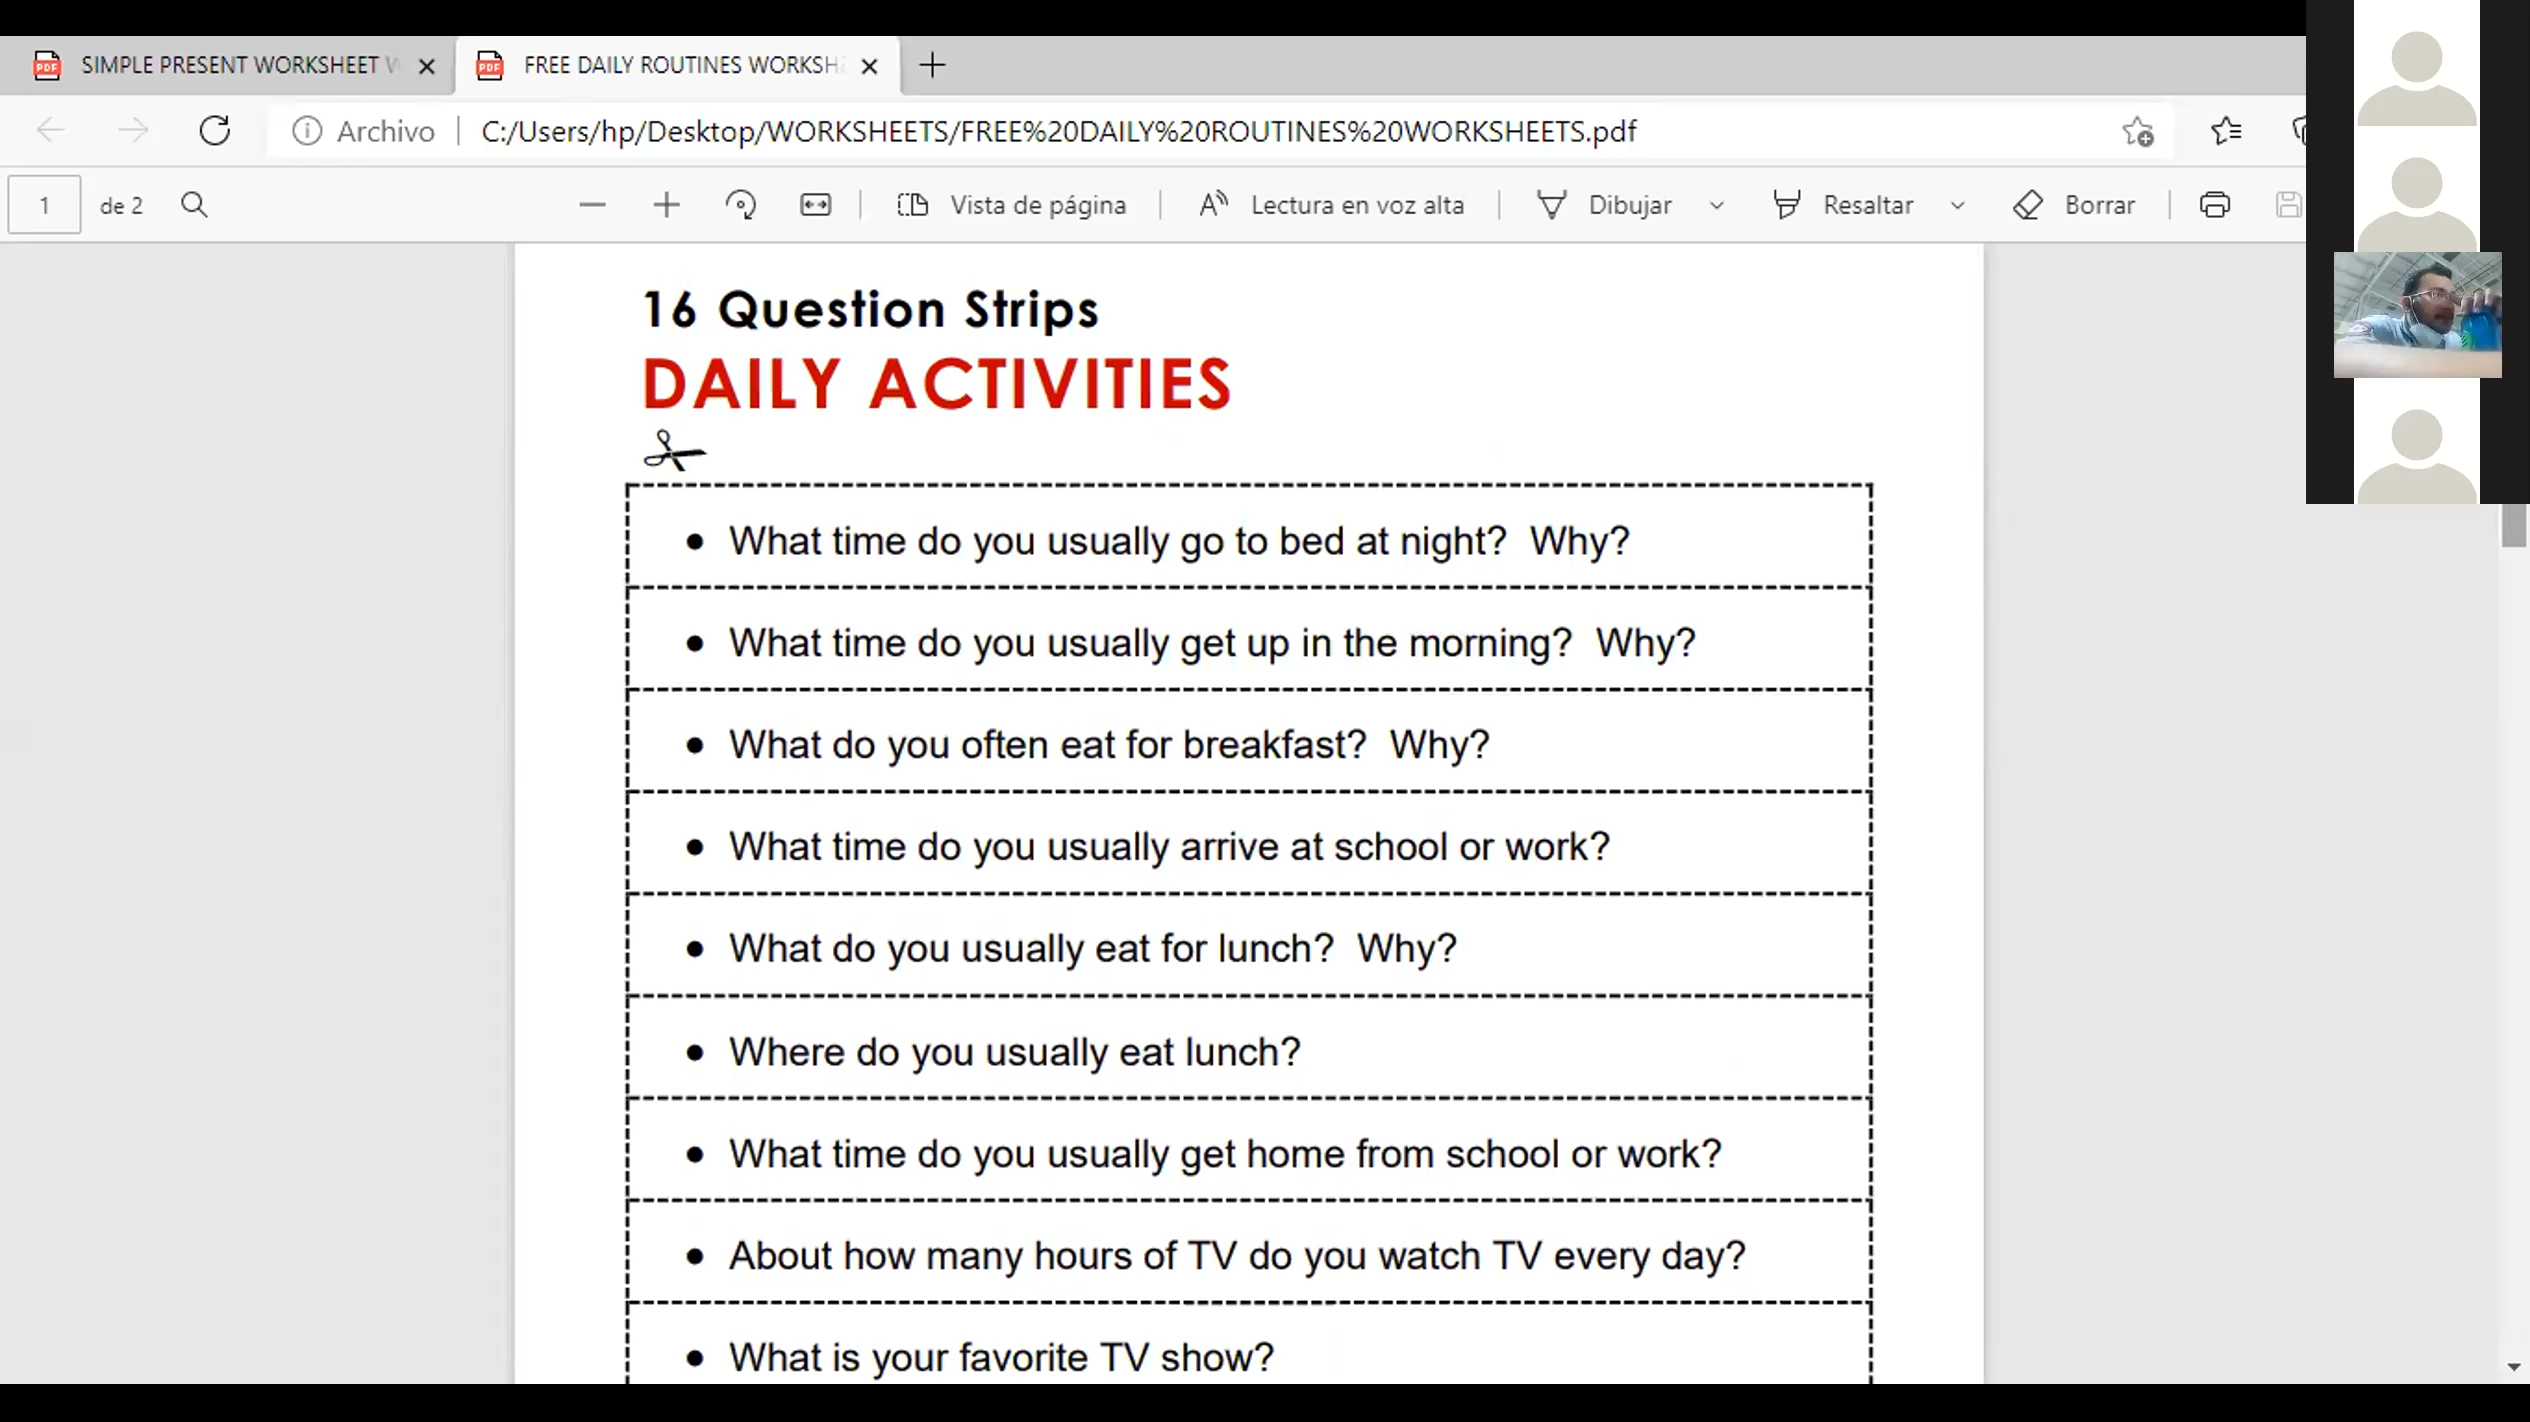 SIMPLE PRESENT WORKSHEET
FREE DAILY ROUTINES WORKSH
Archivo
C:/Users/hp/Desktop/WORKSHEETS/FREE%20DAILY%20ROUTINES%20WORKSHEETS.pdf
1 de 2
Vista de página
Lectura en voz alta
Dibujar
Resaltar
Borrar
16 Question Strips
DAILY ACTIVITIES
• What time do you usually go to bed at night? Why?
• What time do you usually get up in the morning? Why?
• What do you often eat for breakfast? Why?
• What time do you usually arrive at school or work?
• What do you usually eat for lunch? Why?
• Where do you usually eat lunch?
• What time do you usually get home from school or work?
• About how many hours of TV do you watch TV every day?
• What is your favorite TV show?